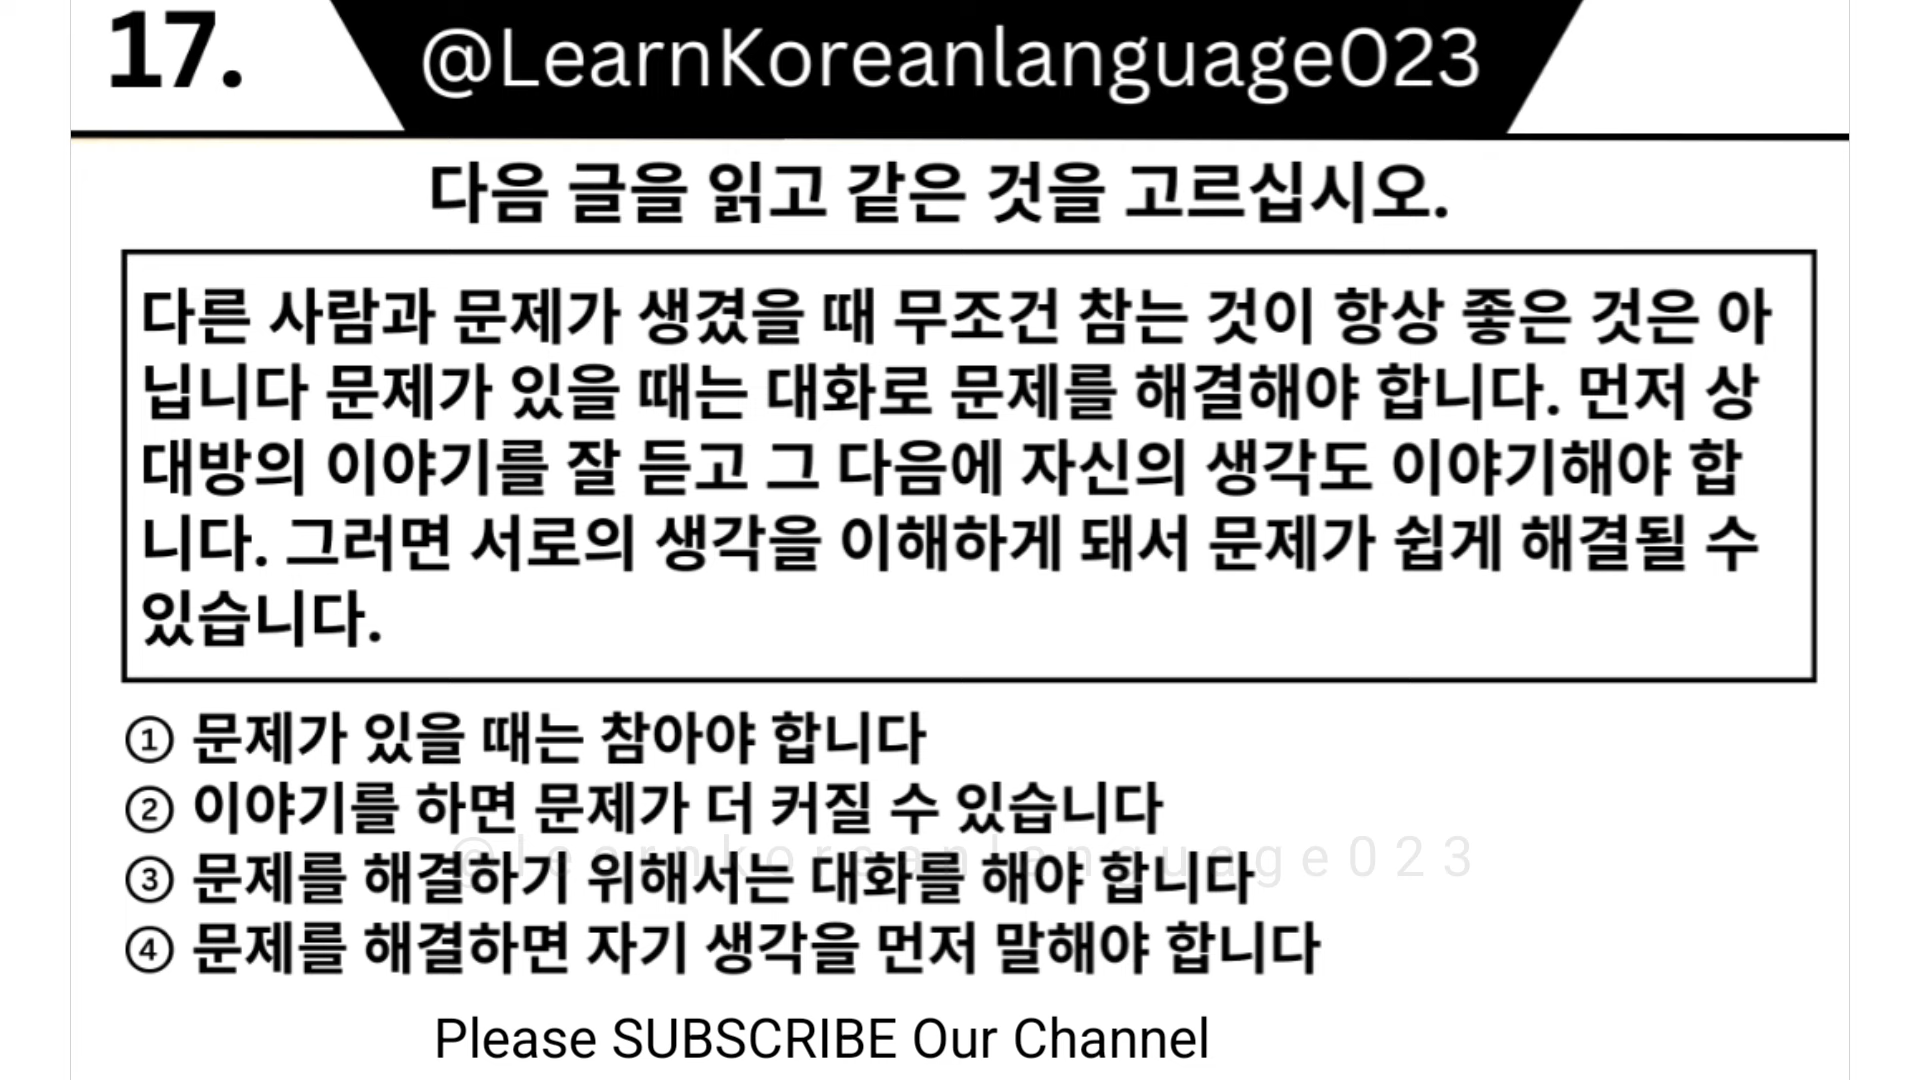 17.
@LearnKoreanlanguage023
다음 글을 읽고 같은 것을 고르십시오.
다른 사람과 문제가 생겼을 때 무조건 참는 것이 항상 좋은 것은 아
닙니다 문제가 있을 때는 대화로 문제를 해결해야 합니다. 먼저 상
대방의 이야기를 잘 듣고 그 다음에 자신의 생각도 이야기해야 합
니다. 그러면 서로의 생각을 이해하게 돼서 문제가 쉽게 해결될 수
있습니다.
① 문제가 있을 때는 참아야 합니다
② 이야기를 하면 문제가 더 커질 수 있습니다
@learnkoreanlanguage023
③ 문제를 해결하기 위해서는 대화를 해야 합니다
④ 문제를 해결하면 자기 생각을 먼저 말해야 합니다
Please SUBSCRIBE Our Channel